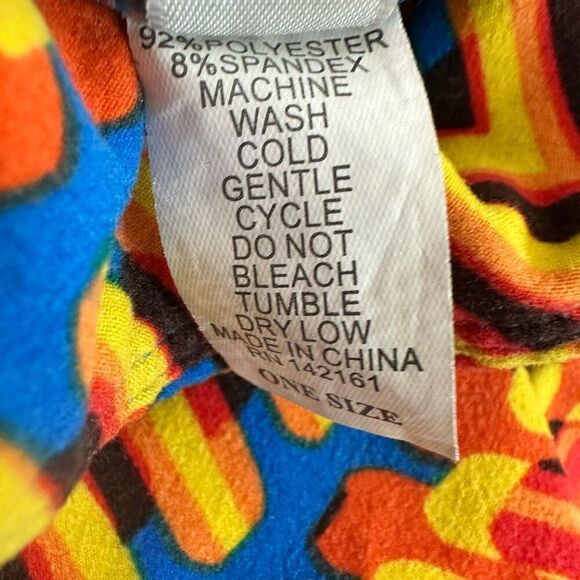 92%POLYESTER
8%SPANDEX
MACHINE
WASH
COLD
GENTLE
CYCLE
DO NOT
BLEACH
TUMBLE
DRY LOW
MADE IN CHINA
RN 142161
ONE SIZE